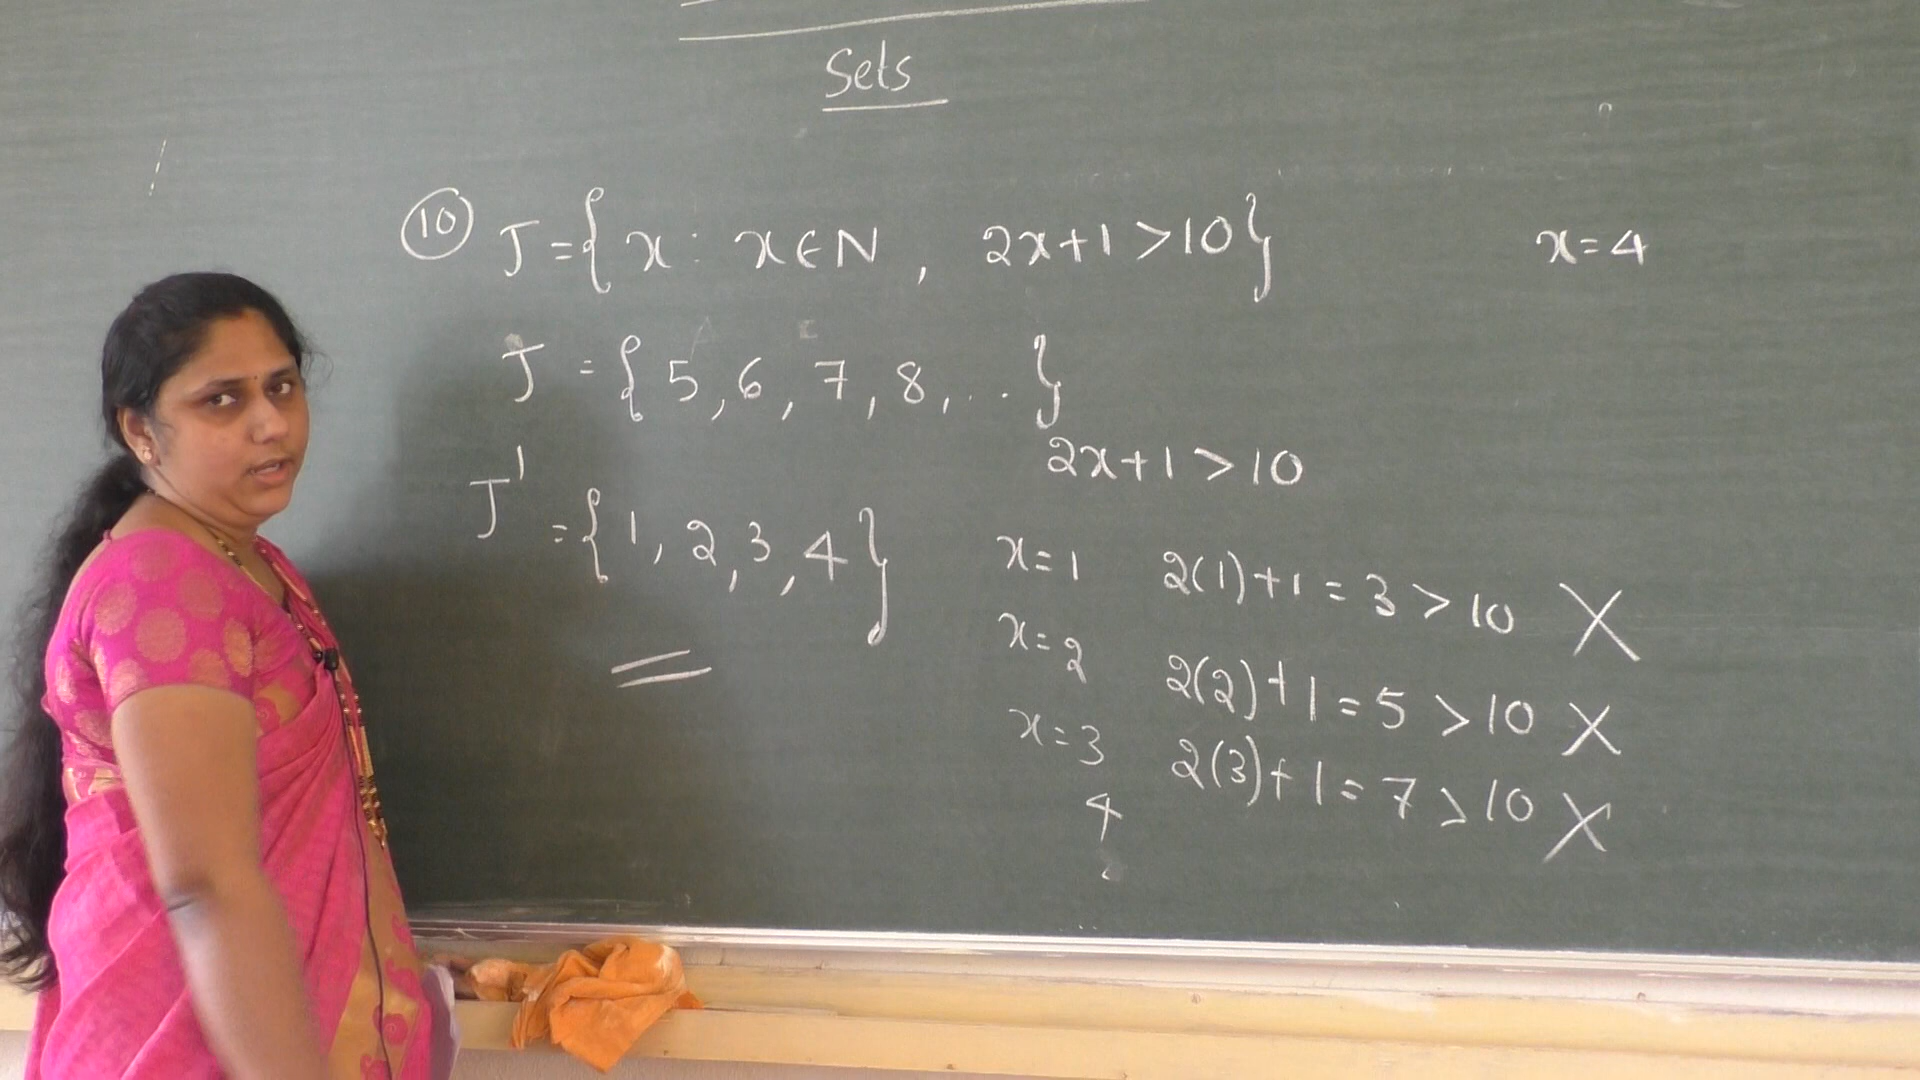 Sets
10 J={x: x∈N, 2x+1>10}
x=4
J={5,6,7,8,...}
2x+1>10
J'={1,2,3,4}
x=1 2(1)+1=3>10 X
x=2 2(2)+1=5>10 X
x=3 2(3)+1=7>10 X
4